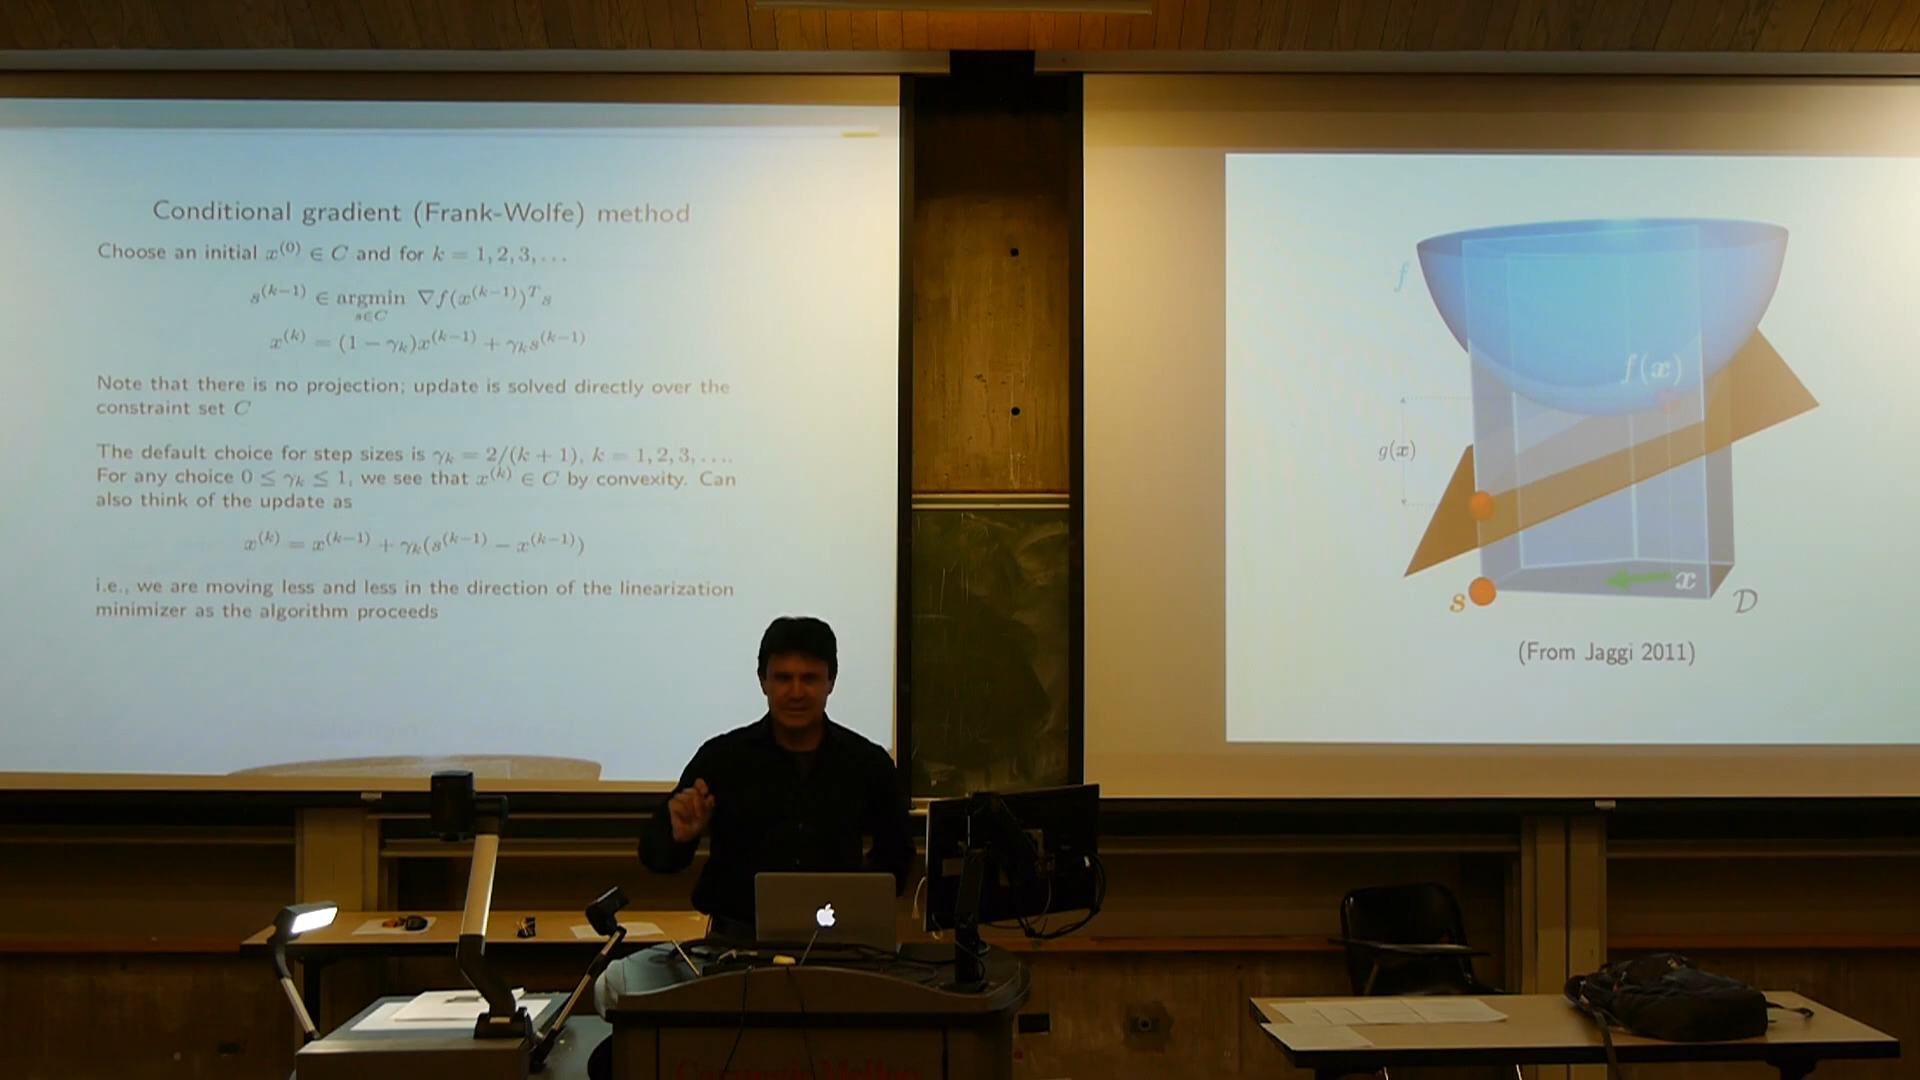 Conditional gradient (Frank-Wolfe) method
Choose an initial x^(0) ∈ C and for k = 1, 2, 3, . . .
s^(k−1) ∈ argmin ∇f(x^(k−1))^T s
s∈C
x^(k) = (1 − γ_k)x^(k−1) + γ_k s^(k−1)
Note that there is no projection; update is solved directly over the
constraint set C
The default choice for step sizes is γ_k = 2/(k + 1), k = 1, 2, 3, . . ..
For any choice 0 ≤ γ_k ≤ 1, we see that x^(k) ∈ C by convexity. Can
also think of the update as
x^(k) = x^(k−1) + γ_k(s^(k−1) − x^(k−1))
i.e., we are moving less and less in the direction of the linearization
minimizer as the algorithm proceeds
f
f(x)
g(x)
x
s
D
(From Jaggi 2011)
Carnegie Mellon